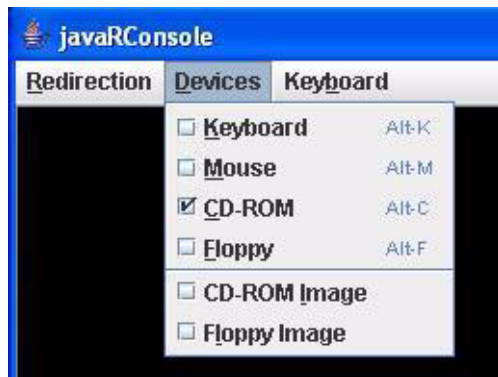 javaRConsole
Redirection Devices Keyboard
Keyboard Alt-K
Mouse Alt-M
CD-ROM Alt-C
Floppy Alt-F
CD-ROM Image
Floppy Image